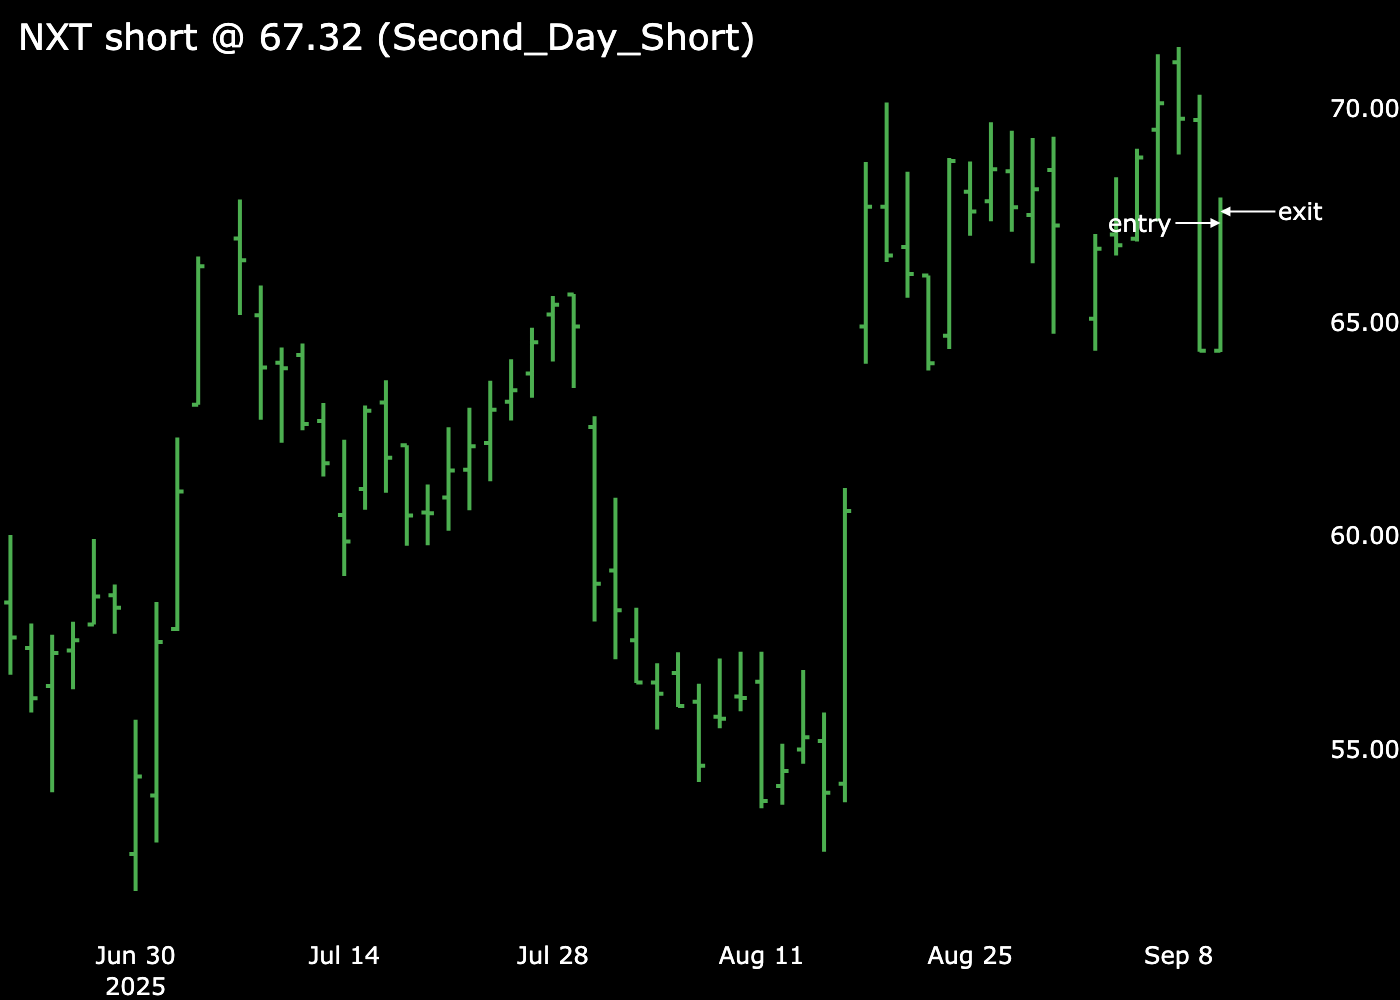 NXT short @ 67.32 (Second_Day_Short)
70.00
exit
entry
65.00
60.00
55.00
Jun 30 Jul 14 Jul 28 Aug 11 Aug 25 Sep 8
2025